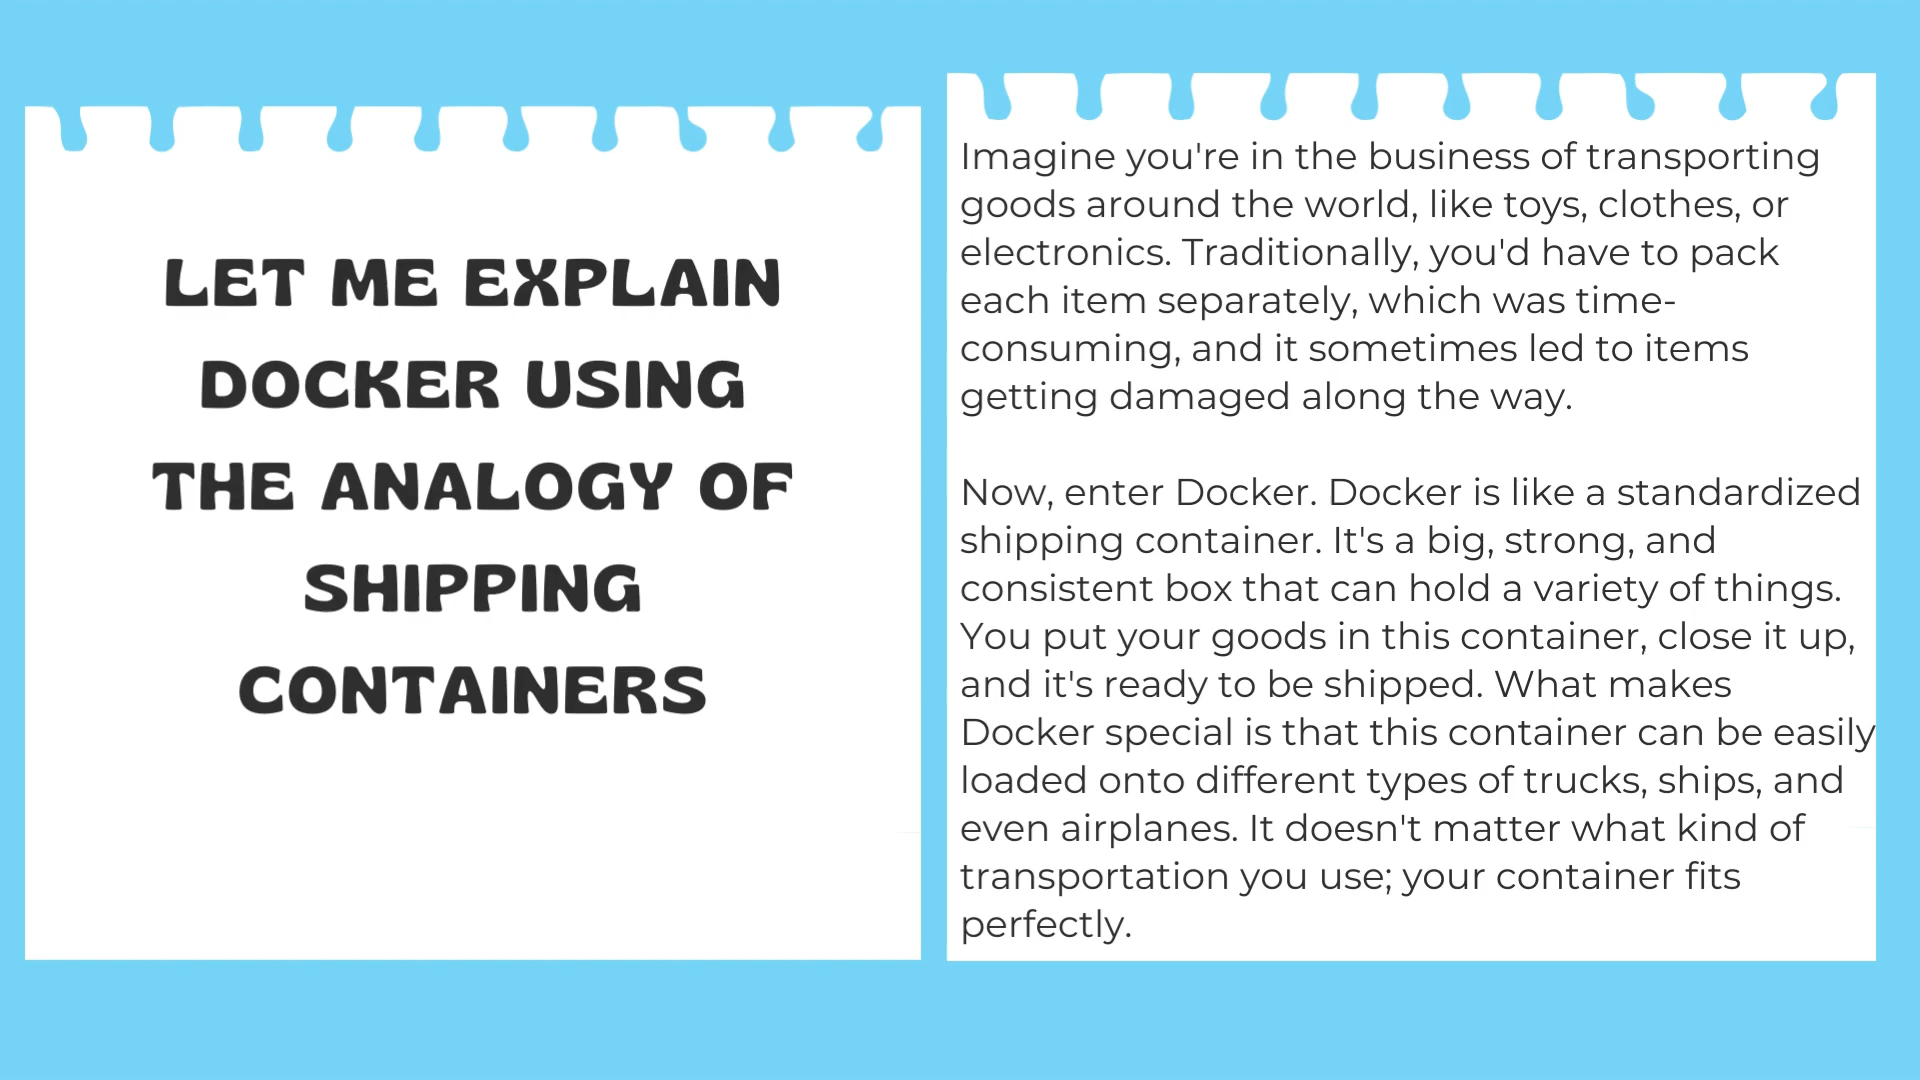 LET ME EXPLAIN
DOCKER USING
THE ANALOGY OF
SHIPPING
CONTAINERS
Imagine you're in the business of transporting
goods around the world, like toys, clothes, or
electronics. Traditionally, you'd have to pack
each item separately, which was time-
consuming, and it sometimes led to items
getting damaged along the way.
Now, enter Docker. Docker is like a standardized
shipping container. It's a big, strong, and
consistent box that can hold a variety of things.
You put your goods in this container, close it up,
and it's ready to be shipped. What makes
Docker special is that this container can be easily
loaded onto different types of trucks, ships, and
even airplanes. It doesn't matter what kind of
transportation you use; your container fits
perfectly.